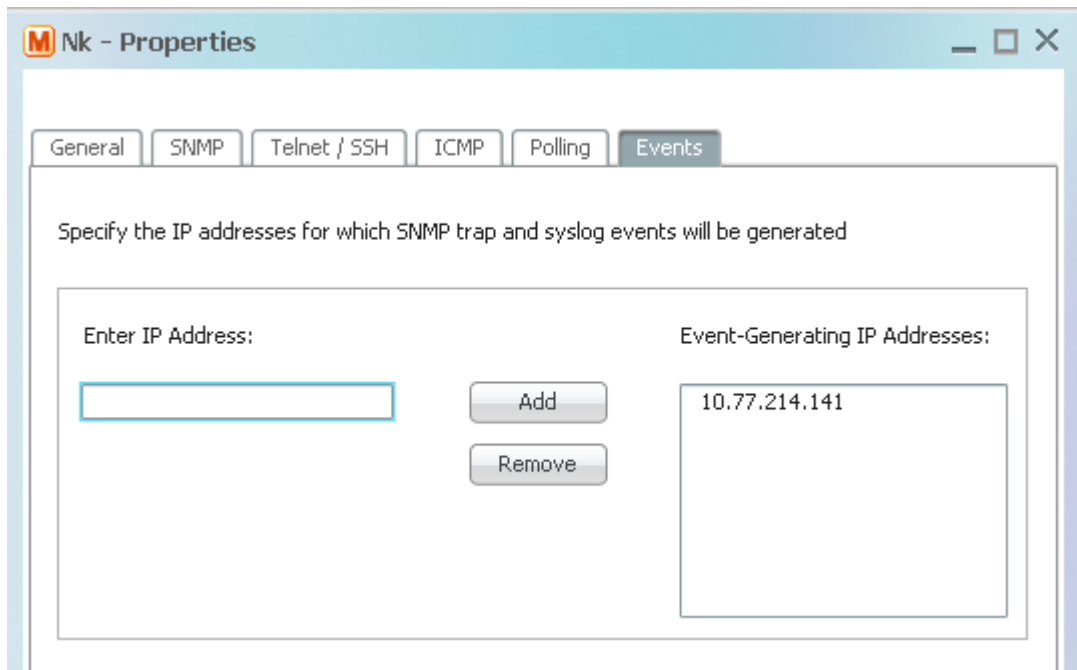 M Nk - Properties
General SNMP Telnet / SSH ICMP Polling Events
Specify the IP addresses for which SNMP trap and syslog events will be generated
Enter IP Address: Event-Generating IP Addresses:
Add 10.77.214.141
Remove